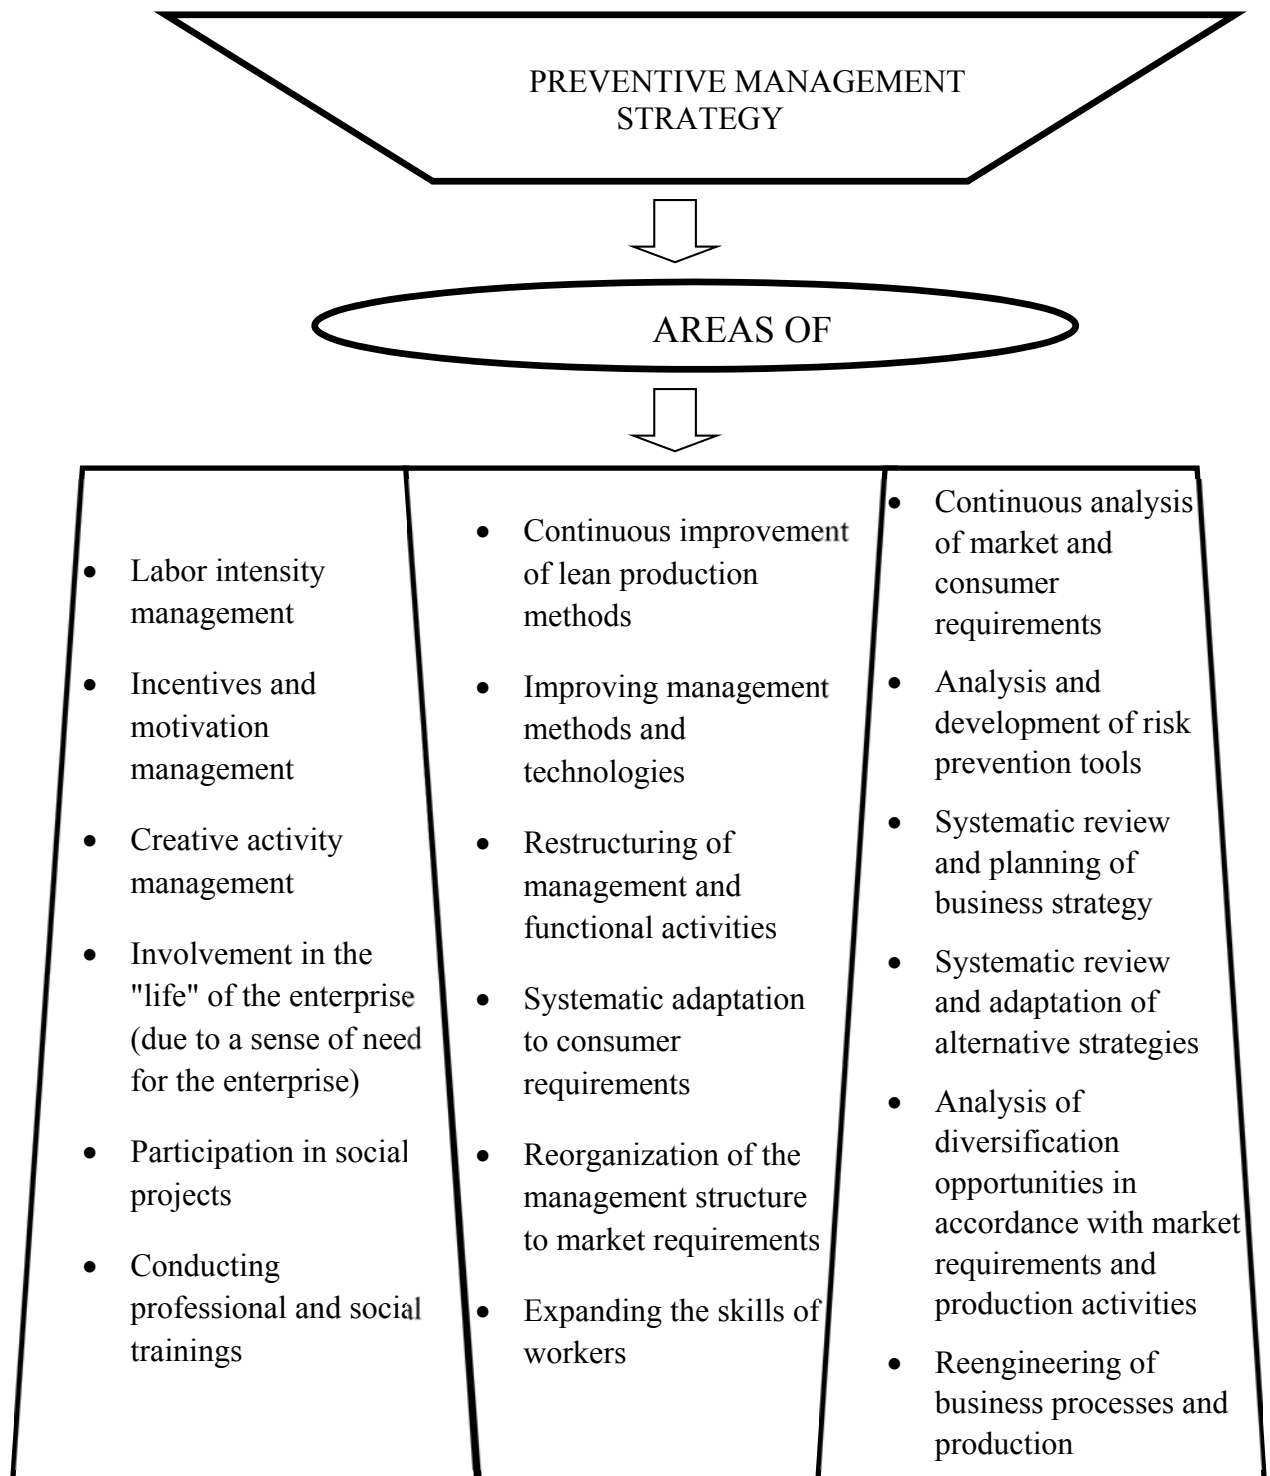 PREVENTIVE MANAGEMENT
STRATEGY
AREAS OF
• Labor intensity
management
• Incentives and
motivation
management
• Creative activity
management
• Involvement in the
"life" of the enterprise
(due to a sense of need
for the enterprise)
• Participation in social
projects
• Conducting
professional and social
trainings
• Continuous improvement
of lean production
methods
• Improving management
methods and
technologies
• Restructuring of
management and
functional activities
• Systematic adaptation
to consumer
requirements
• Reorganization of the
management structure
to market requirements
• Expanding the skills of
workers
• Continuous analysis
of market and
consumer
requirements
• Analysis and
development of risk
prevention tools
• Systematic review
and planning of
business strategy
• Systematic review
and adaptation of
alternative strategies
• Analysis of
diversification
opportunities in
accordance with market
requirements and
production activities
• Reengineering of
business processes and
production